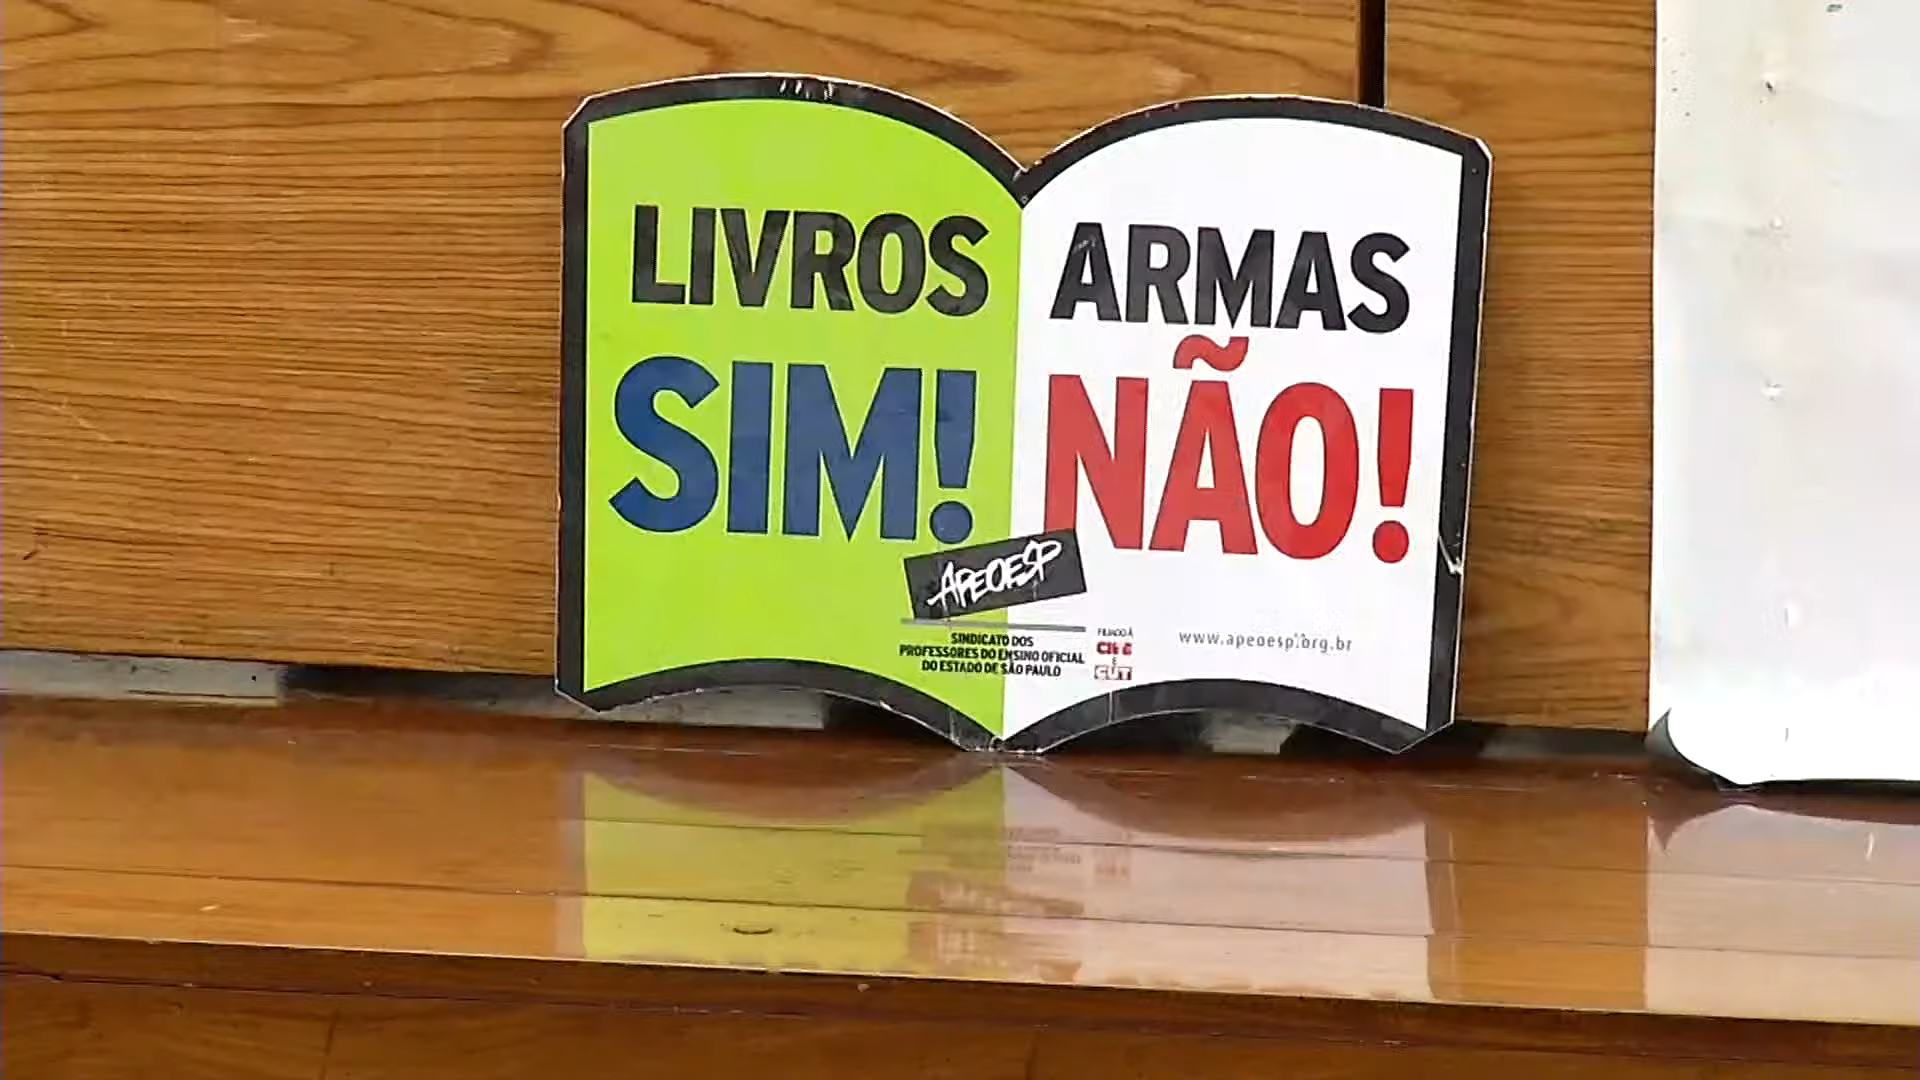 LIVROS
SIM!
ARMAS
NÃO!
APEOESP
SINDICATO DOS
PROFESSORES DO ENSINO OFICIAL
DO ESTADO DE SÃO PAULO
FILIADO À
CUT
www.apeoesp.org.br